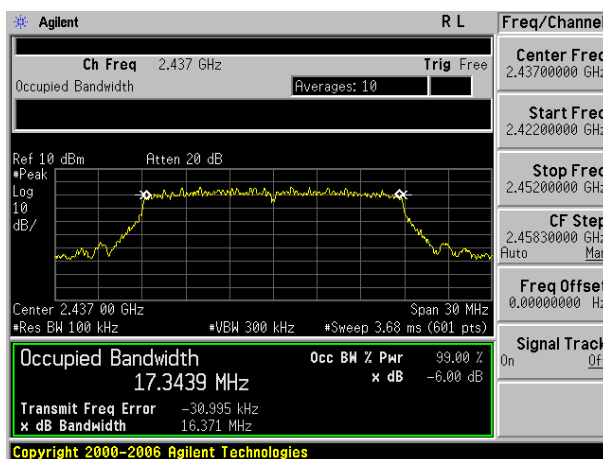 Agilent R L Freq/Channel
Ch Freq 2.437 GHz Trig Free
Occupied Bandwidth Averages: 10
Center Freq
2.43700000 GHz
Start Freq
2.42200000 GHz
Stop Freq
2.45200000 GHz
CF Step
2.45830000 GHz
Auto Man
Freq Offset
0.00000000 Hz
Signal Track
On Off
Ref 10 dBm Atten 20 dB
#Peak
Log
10
dB/
Center 2.437 00 GHz Span 30 MHz
#Res BW 100 kHz #VBW 300 kHz #Sweep 3.68 ms (601 pts)
Occupied Bandwidth Occ BW % Pwr 99.00 %
17.3439 MHz x dB -6.00 dB
Transmit Freq Error -30.995 kHz
x dB Bandwidth 16.371 MHz
Copyright 2000-2006 Agilent Technologies